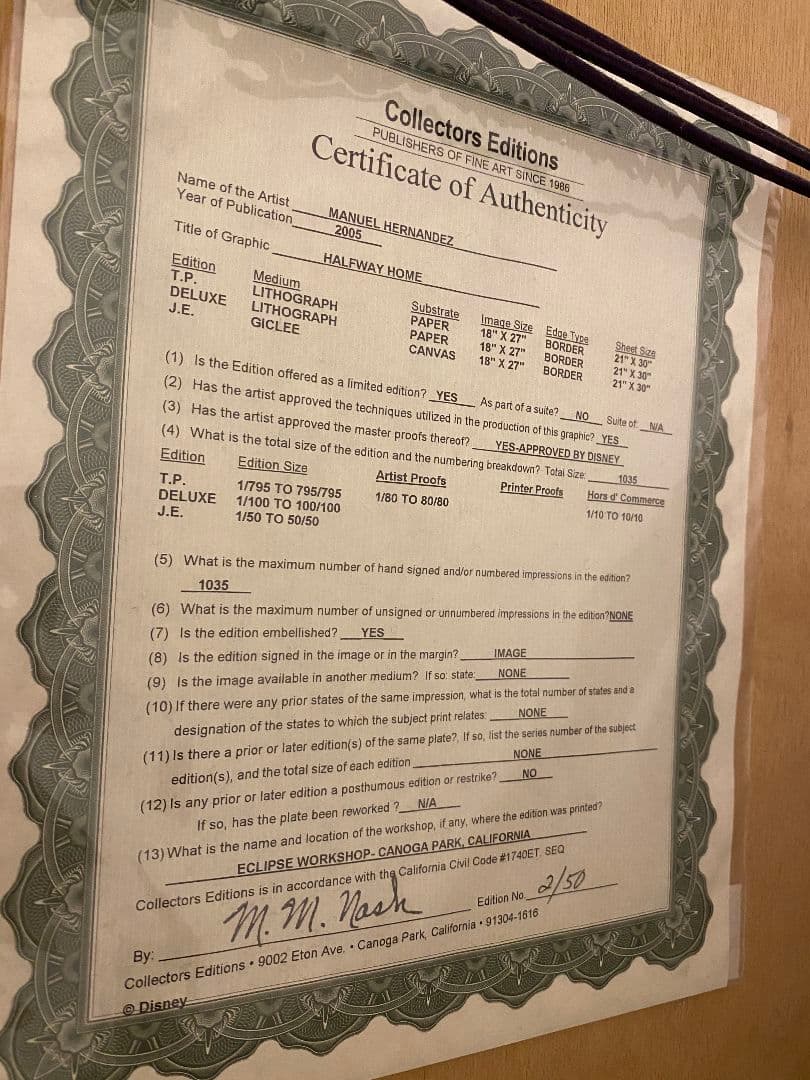 Collectors Editions
PUBLISHERS OF FINE ART SINCE 1986
Certificate of Authenticity
Name of the Artist MANUEL HERNANDEZ
Year of Publication 2005
Title of Graphic HALFWAY HOME
Edition Medium Substrate Image Size Edge Type Sheet Size
T.P. LITHOGRAPH PAPER 18" X 27" BORDER 21" X 30"
DELUXE LITHOGRAPH PAPER 18" X 27" BORDER 21" X 30"
J.E. GICLEE CANVAS 18" X 27" BORDER 21" X 30"
(1) Is the Edition offered as a limited edition? YES As part of a suite? NO Suite of: N/A
(2) Has the artist approved the techniques utilized in the production of this graphic? YES
(3) Has the artist approved the master proofs thereof? YES-APPROVED BY DISNEY
(4) What is the total size of the edition and the numbering breakdown? Total Size: 1035
Edition Edition Size Artist Proofs Printer Proofs Hors d' Commerce
T.P. 1/795 TO 795/795 1/80 TO 80/80 1/10 TO 10/10
DELUXE 1/100 TO 100/100
J.E. 1/50 TO 50/50
(5) What is the maximum number of hand signed and/or numbered impressions in the edition?
1035
(6) What is the maximum number of unsigned or unnumbered impressions in the edition?NONE
(7) Is the edition embellished? YES
(8) Is the edition signed in the image or in the margin? IMAGE
(9) Is the image available in another medium? If so: state: NONE
(10) If there were any prior states of the same impression, what is the total number of states and a
designation of the states to which the subject print relates: NONE
(11) Is there a prior or later edition(s) of the same plate?, If so, list the series number of the subject
edition(s), and the total size of each edition NONE
(12) Is any prior or later edition a posthumous edition or restrike? NO
If so, has the plate been reworked ? N/A
(13) What is the name and location of the workshop, if any, where the edition was printed?
ECLIPSE WORKSHOP- CANOGA PARK, CALIFORNIA
Collectors Editions is in accordance with the California Civil Code #1740ET. SEQ
By: M. M. Nash Edition No. 2/50
Collectors Editions • 9002 Eton Ave. • Canoga Park, California • 91304-1616
© Disney